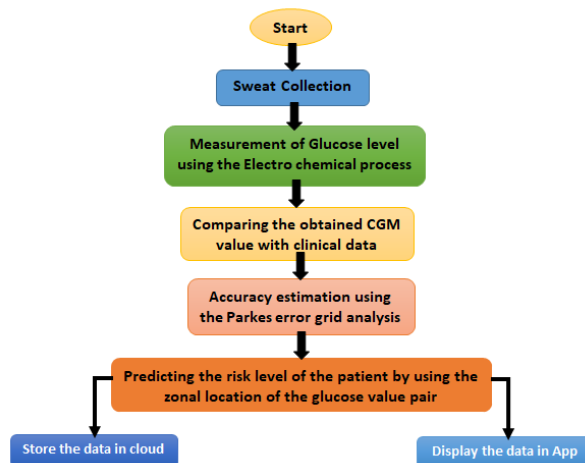 Start
Sweat Collection
Measurement of Glucose level
using the Electro chemical process
Comparing the obtained CGM
value with clinical data
Accuracy estimation using
the Parkes error grid analysis
Predicting the risk level of the patient by using the
zonal location of the glucose value pair
Store the data in cloud
Display the data in App